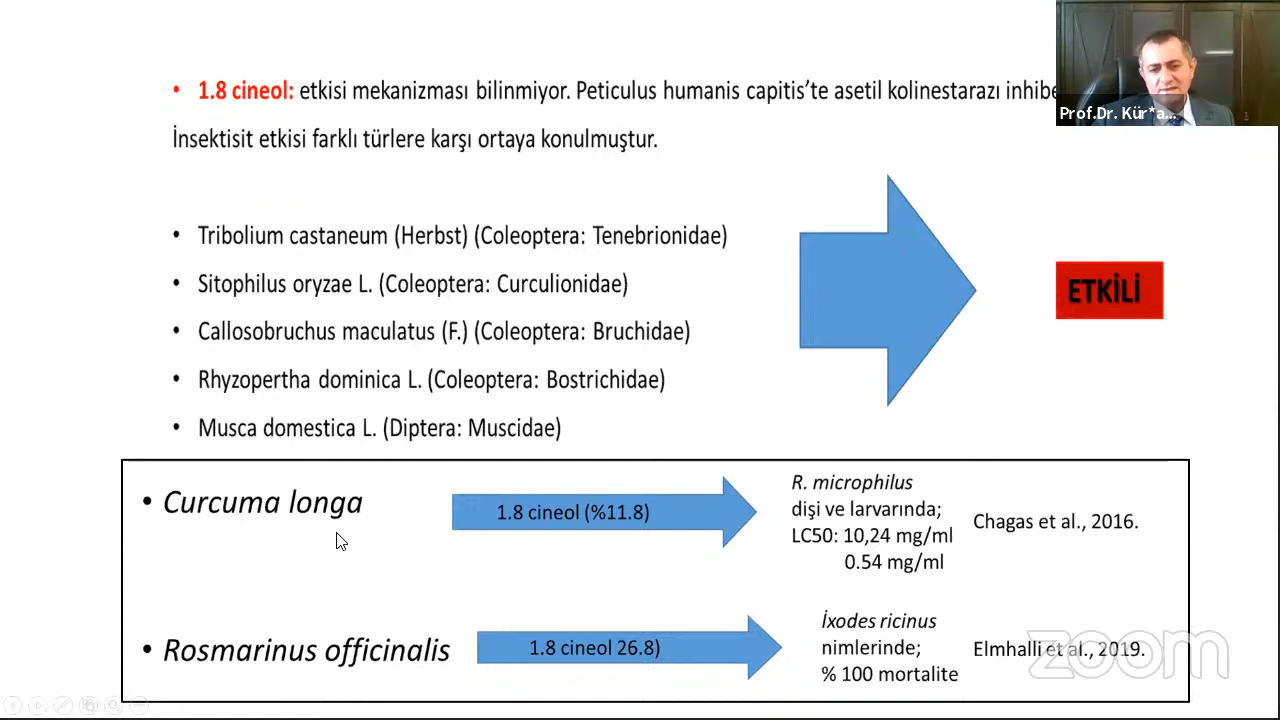 • 1.8 cineol: etkisi mekanizması bilinmiyor. Peticulus humanis capitis’te asetil kolinestarazı inhibe
Prof.Dr. Kür*a...
İnsektisit etkisi farklı türlere karşı ortaya konulmuştur.
• Tribolium castaneum (Herbst) (Coleoptera: Tenebrionidae)
• Sitophilus oryzae L. (Coleoptera: Curculionidae)
• Callosobruchus maculatus (F.) (Coleoptera: Bruchidae)
• Rhyzopertha dominica L. (Coleoptera: Bostrichidae)
• Musca domestica L. (Diptera: Muscidae)
ETKİLİ
• Curcuma longa
1.8 cineol (%11.8)
R. microphilus
dişi ve larvarında;
LC50: 10,24 mg/ml
0.54 mg/ml
Chagas et al., 2016.
• Rosmarinus officinalis
1.8 cineol 26.8)
İxodes ricinus
nimlerinde;
% 100 mortalite
Elmhalli et al., 2019.
zoom